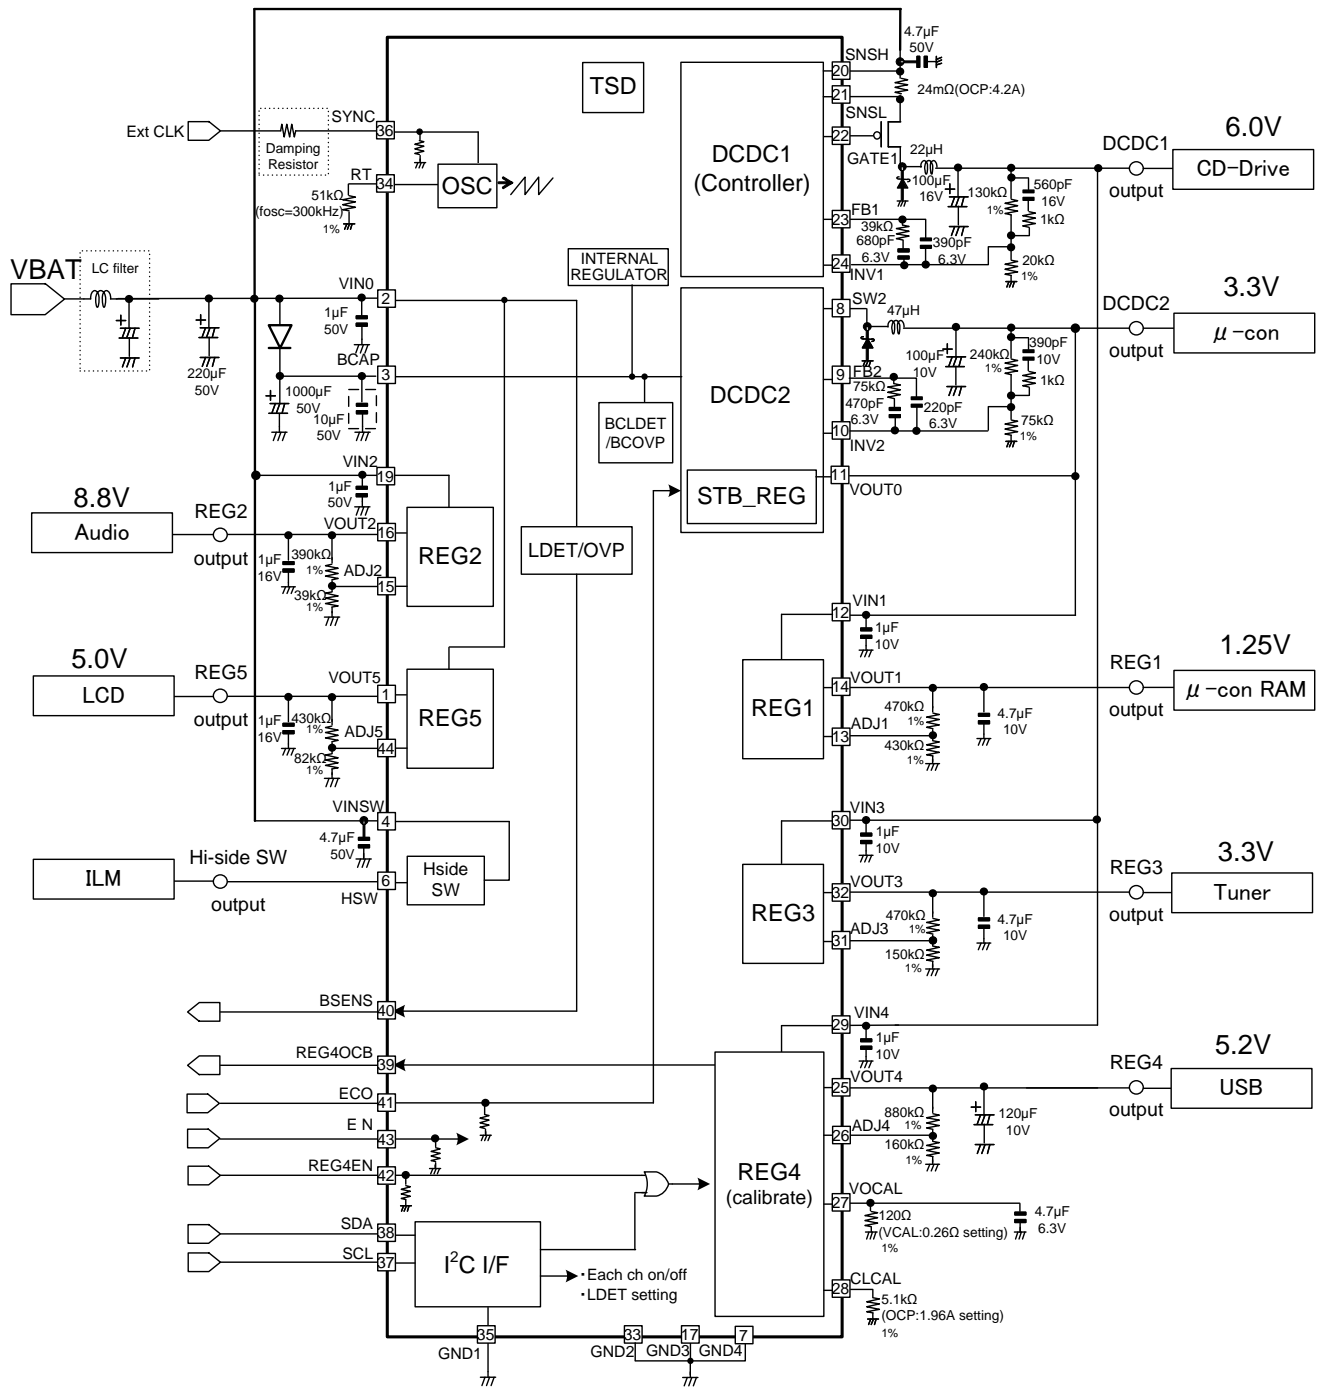 4.7μF
50V
SNSH
20
21
24mΩ(OCP:4.2A)
SNSL
22
GATE1
22μH
TSD
DCDC1
(Controller)
Ext CLK
Damping
Resistor
SYNC
36
RT
34
51kΩ
(fosc=300kHz)
1%
OSC
100μF
16V
130kΩ
1%
560pF
16V
1kΩ
DCDC1
output
6.0V
CD-Drive
23
FB1
39kΩ
680pF
6.3V
390pF
6.3V
24
INV1
20kΩ
1%
VBAT
LC filter
220μF
50V
VIN0
2
1μF
50V
BCAP
3
1000μF
50V
10μF
50V
INTERNAL
REGULATOR
BCLDET
/BCOVP
DCDC2
STB_REG
8
SW2
47μH
100μF
10V
240kΩ
1%
390pF
10V
1kΩ
DCDC2
output
3.3V
μ-con
9
FB2
75kΩ
470pF
6.3V
220pF
6.3V
10
INV2
75kΩ
1%
11
VOUT0
VIN2
19
1μF
50V
8.8V
Audio
REG2
output
VOUT2
16
1μF
16V
390kΩ
1%
ADJ2
15
39kΩ
1%
REG2
LDET/OVP
5.0V
LCD
REG5
output
VOUT5
1
1μF
16V
430kΩ
1%
ADJ5
44
82kΩ
1%
REG5
12
VIN1
1μF
10V
REG1
14
VOUT1
470kΩ
1%
4.7μF
10V
13
ADJ1
430kΩ
1%
REG1
output
1.25V
μ-con RAM
VINSW
4
4.7μF
50V
ILM
Hi-side SW
output
6
HSW
Hside
SW
30
VIN3
1μF
10V
REG3
32
VOUT3
470kΩ
1%
4.7μF
10V
31
ADJ3
150kΩ
1%
REG3
output
3.3V
Tuner
BSENS
40
REG4OCB
39
ECO
41
E N
43
REG4EN
42
SDA
38
SCL
37
I²C I/F
・Each ch on/off
・LDET setting
29
VIN4
1μF
10V
REG4
(calibrate)
25
VOUT4
880kΩ
1%
120μF
10V
26
ADJ4
160kΩ
1%
REG4
output
5.2V
USB
27
VOCAL
120Ω
(VCAL:0.26Ω setting)
1%
4.7μF
6.3V
28
CLCAL
5.1kΩ
(OCP:1.96A setting)
1%
35
GND1
33
GND2
17
GND3
7
GND4